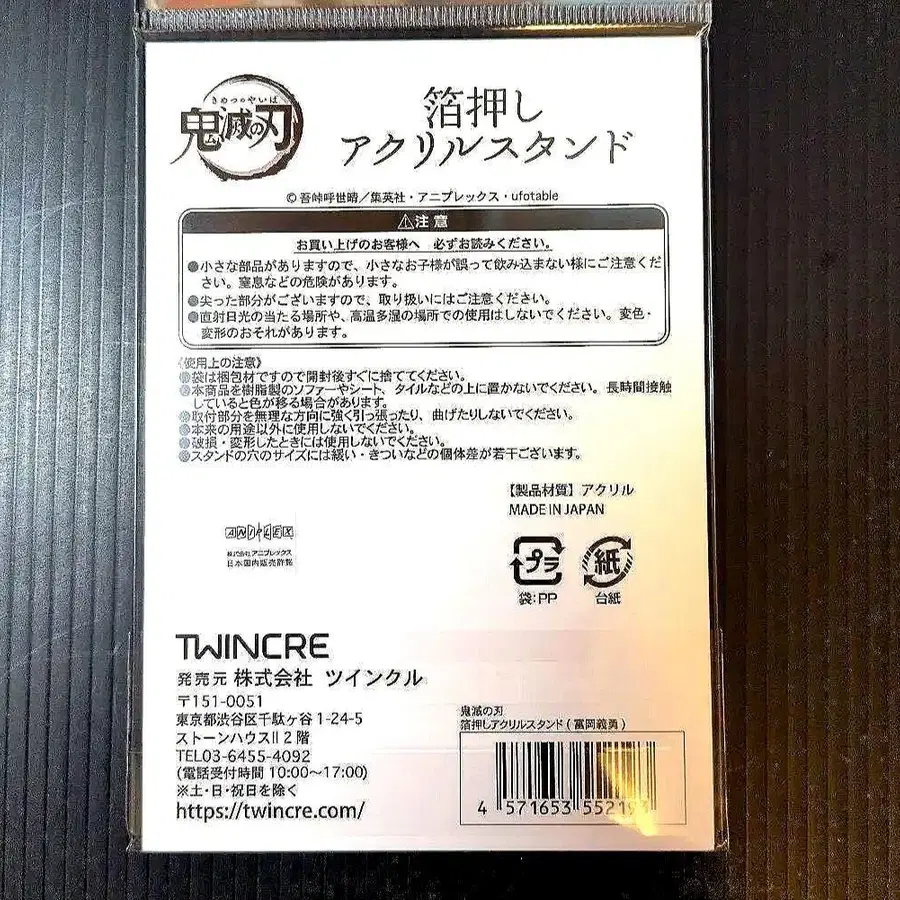 きめつのやいば
鬼滅の刃
箔押し
アクリルスタンド
© 吾峠呼世晴／集英社・アニプレックス・ufotable
⚠注意
お買い上げのお客様へ 必ずお読みください。
●小さな部品がありますので、小さなお子様が誤って飲み込まない様にご注意くだ
さい。窒息などの危険があります。
●尖った部分がございますので、取り扱いにはご注意ください。
●直射日光の当たる場所や、高温多湿の場所での使用はしないでください。変色・
変形のおそれがあります。
《使用上の注意》
●袋は梱包材ですので開封後すぐに捨ててください。
●本商品を樹脂製のソファーやシート、タイルなどの上に置かないでください。長時間接触
していると色が移る場合があります。
●取付部分を無理な方向に強く引っ張ったり、曲げたりしないでください。
●本来の用途以外に使用しないでください。
●破損・変形したときには使用しないでください。
●スタンドの穴のサイズには緩い・きついなどの個体差が若干ございます。
【製品材質】アクリル
MADE IN JAPAN
ANIPLEX
株式会社アニプレックス
日本国内販売許諾
プラ
紙
袋:PP
台紙
TWINCRE
発売元 株式会社 ツインクル
〒151-0051
東京都渋谷区千駄ヶ谷1-24-5
ストーンハウスII 2階
TEL03-6455-4092
(電話受付時間 10:00〜17:00)
※土・日・祝日を除く
https://twincre.com/
鬼滅の刃
箔押しアクリルスタンド(冨岡義勇)
4 571653 552193